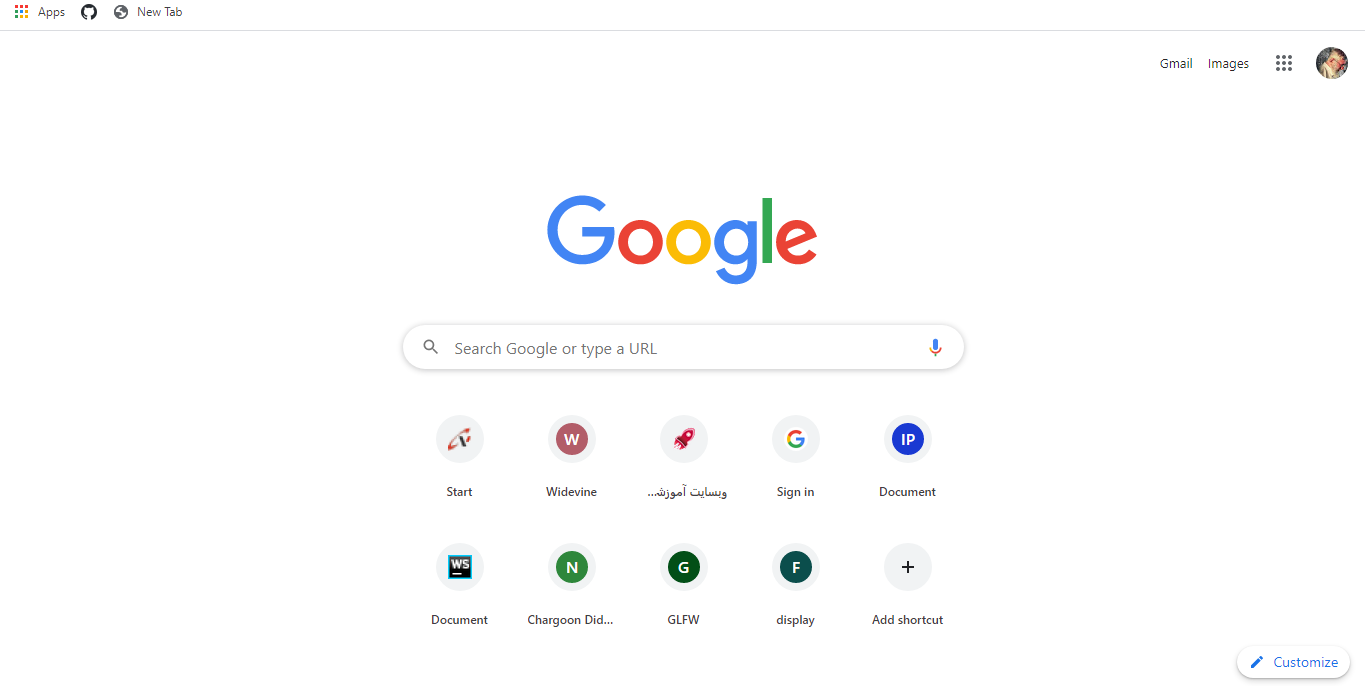 Apps New Tab
Gmail Images
Google
Search Google or type a URL
W IP
Start Widevine وبسایت آموزش... Sign in Document
WS N G F
Document Chargoon Did... GLFW display Add shortcut
Customize